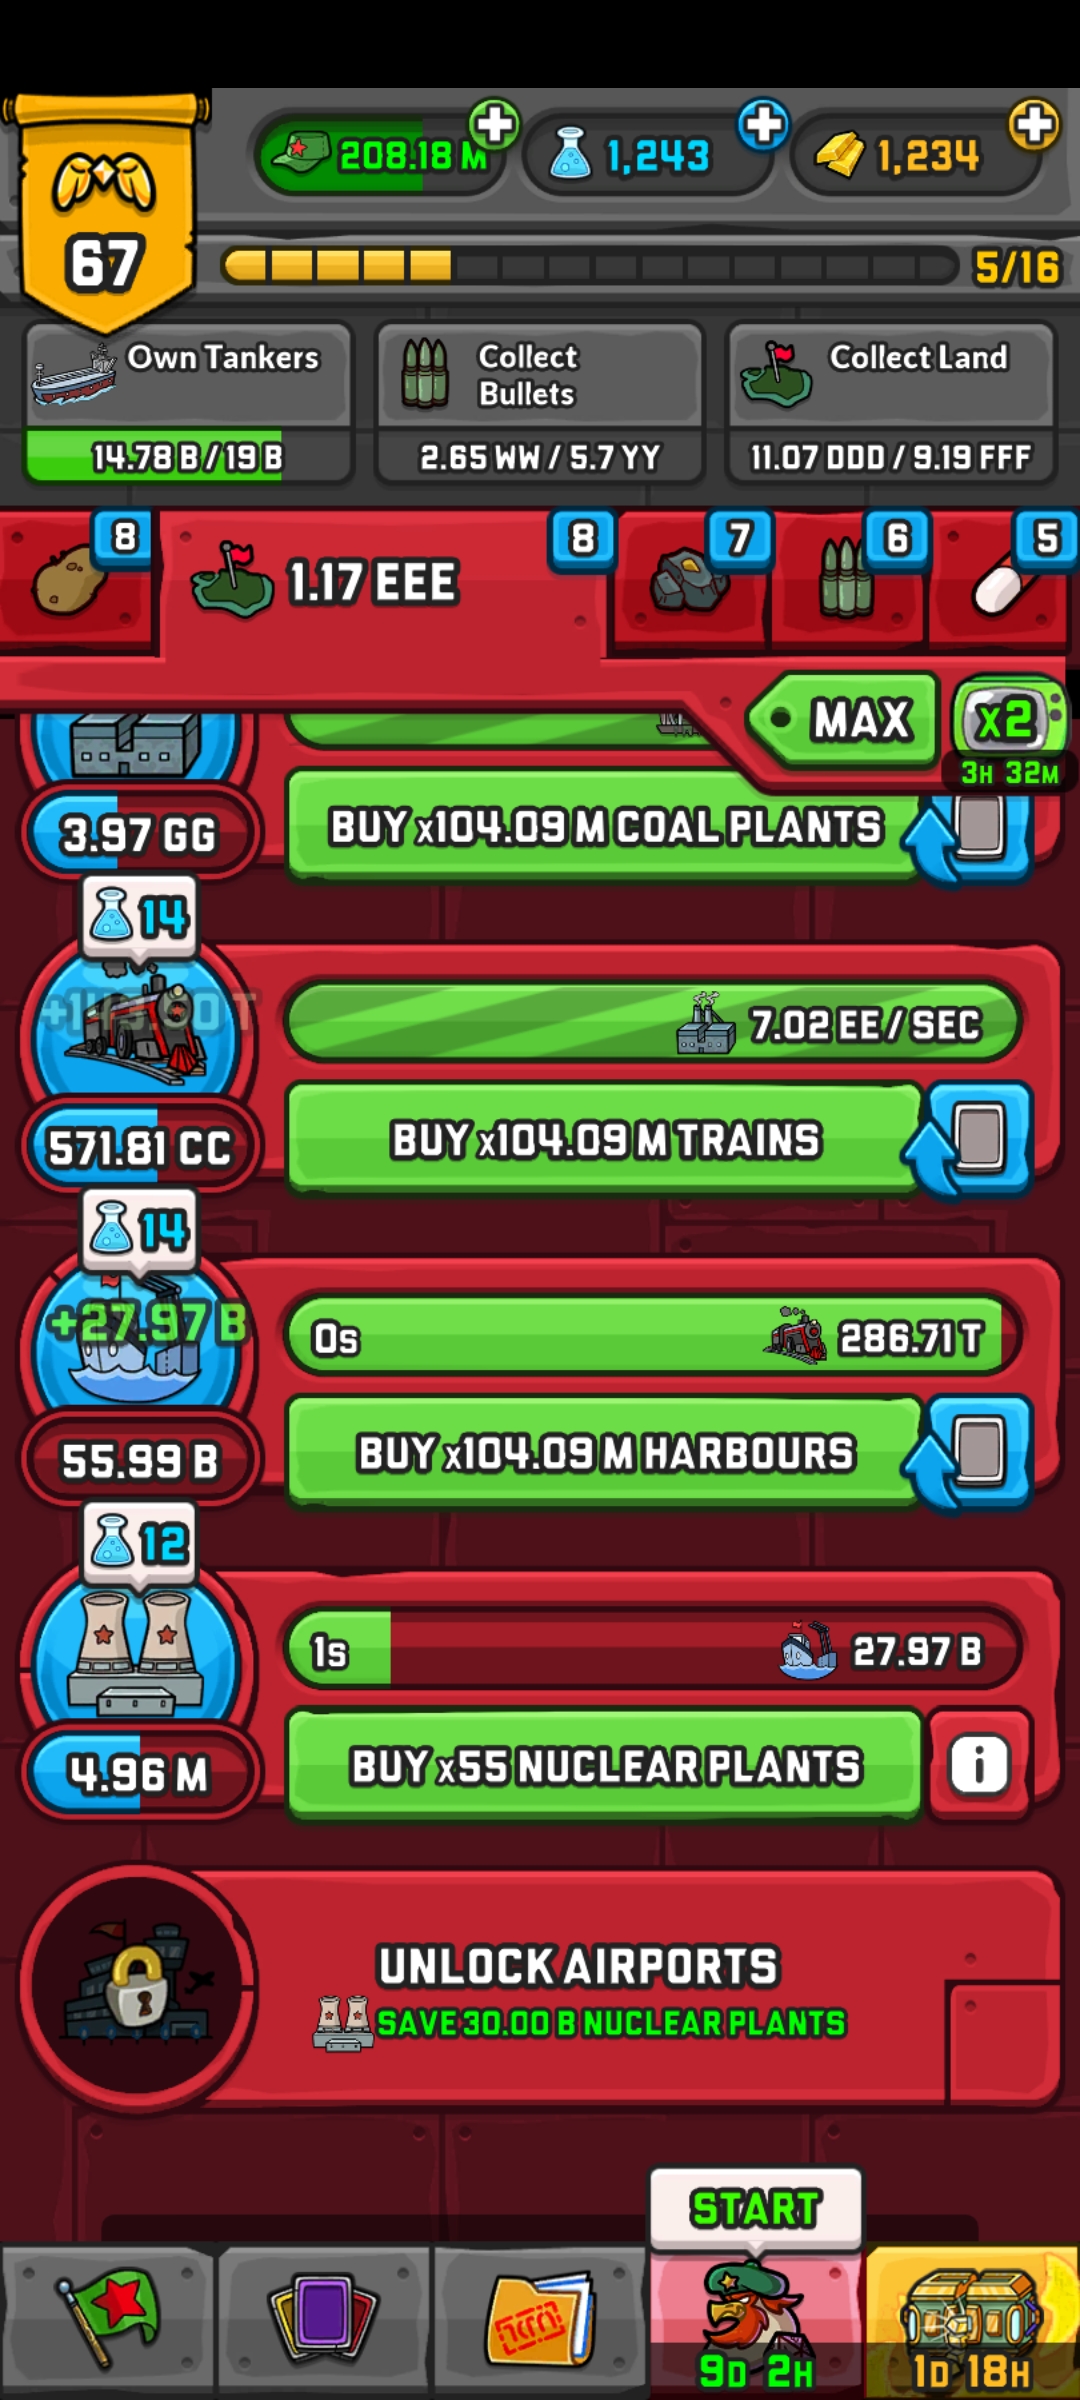 208.18 M
1,243
1,234
67
5/16
Own Tankers
14.78 B / 19 B
Collect
Bullets
2.65 WW / 5.7 YY
Collect Land
11.07 DDD / 9.19 FFF
8
1.17 EEE
8
7
6
5
MAX
x2
3H 32M
BUY x104.09 M COAL PLANTS
3.97 GG
14
7.02 EE / SEC
BUY x104.09 M TRAINS
571.81 CC
14
+27.97 B
0s
286.71 T
BUY x104.09 M HARBOURS
55.99 B
12
1s
27.97 B
BUY x55 NUCLEAR PLANTS
i
4.96 M
UNLOCK AIRPORTS
SAVE 30.00 B NUCLEAR PLANTS
START
9D 2H
1D 18H